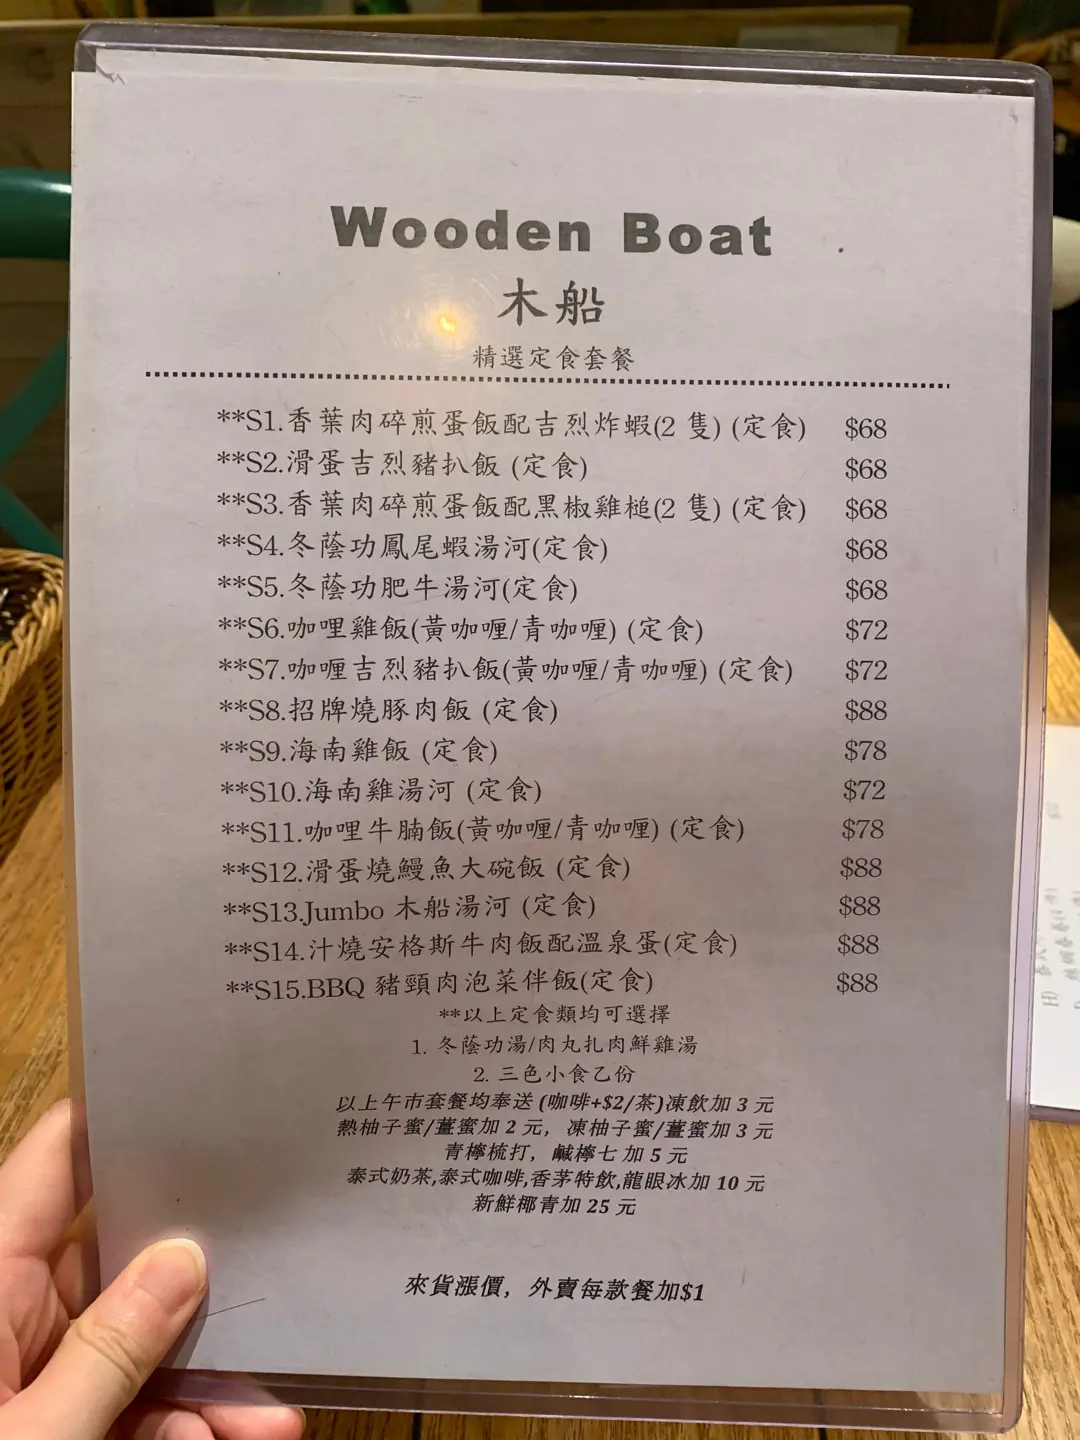 Wooden Boat
木船
精選定食套餐
**S1.香葉肉碎煎蛋飯配吉烈炸蝦(2 隻) (定食) $68
**S2.滑蛋吉烈豬扒飯 (定食) $68
**S3.香葉肉碎煎蛋飯配黑椒雞槌(2 隻) (定食) $68
**S4.冬蔭功鳳尾蝦湯河(定食) $68
**S5.冬蔭功肥牛湯河(定食) $68
**S6.咖哩雞飯(黃咖喱/青咖喱) (定食) $72
**S7.咖喱吉烈豬扒飯(黃咖喱/青咖喱) (定食) $72
**S8.招牌燒豚肉飯 (定食) $88
**S9.海南雞飯 (定食) $78
**S10.海南雞湯河 (定食) $72
**S11.咖哩牛腩飯(黃咖喱/青咖喱) (定食) $78
**S12.滑蛋燒鰻魚大碗飯 (定食) $88
**S13.Jumbo 木船湯河 (定食) $88
**S14.汁燒安格斯牛肉飯配溫泉蛋(定食) $88
**S15.BBQ 豬頸肉泡菜伴飯(定食) $88
**以上定食類均可選擇
1. 冬蔭功湯/肉丸扎肉鮮雞湯
2. 三色小食乙份
以上午市套餐均奉送 (咖啡+$2/茶)凍飲加 3 元
熱柚子蜜/薑蜜加 2 元，凍柚子蜜/薑蜜加 3 元
青檸梳打，鹹檸七 加 5 元
泰式奶茶,泰式咖啡,香茅特飲,龍眼冰加 10 元
新鮮椰青加 25 元
來貨漲價，外賣每款餐加$1